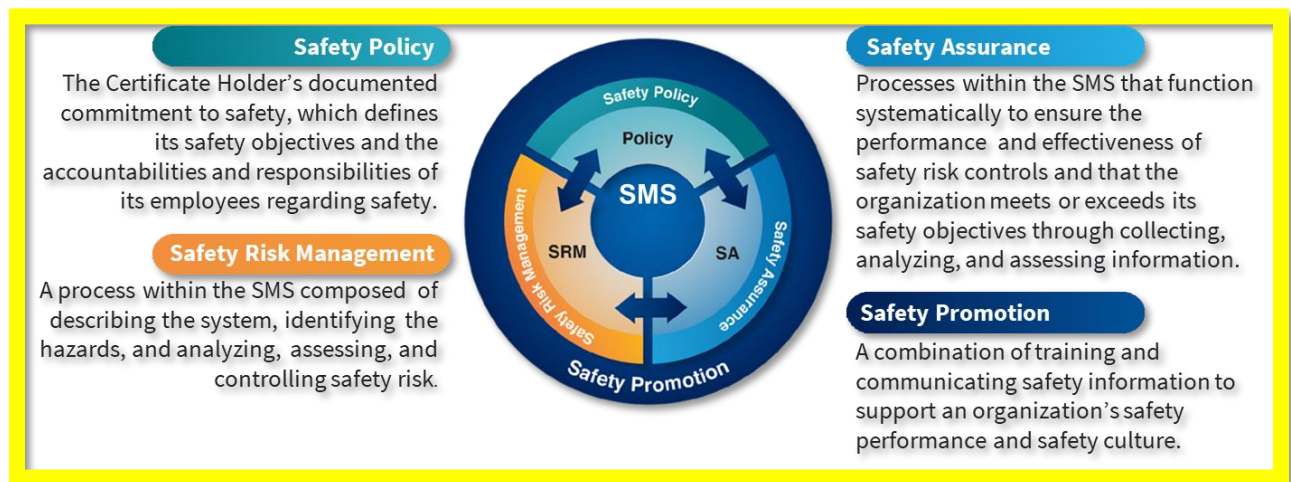 Safety Policy
The Certificate Holder’s documented
commitment to safety, which defines
its safety objectives and the
accountabilities and responsibilities of
its employees regarding safety.
Safety Risk Management
A process within the SMS composed of
describing the system, identifying the
hazards, and analyzing, assessing, and
controlling safety risk.
Safety Policy
Policy
SMS
Safety Risk Management
SRM
SA
Safety Assurance
Safety Promotion
Safety Assurance
Processes within the SMS that function
systematically to ensure the
performance and effectiveness of
safety risk controls and that the
organization meets or exceeds its
safety objectives through collecting,
analyzing, and assessing information.
Safety Promotion
A combination of training and
communicating safety information to
support an organization’s safety
performance and safety culture.